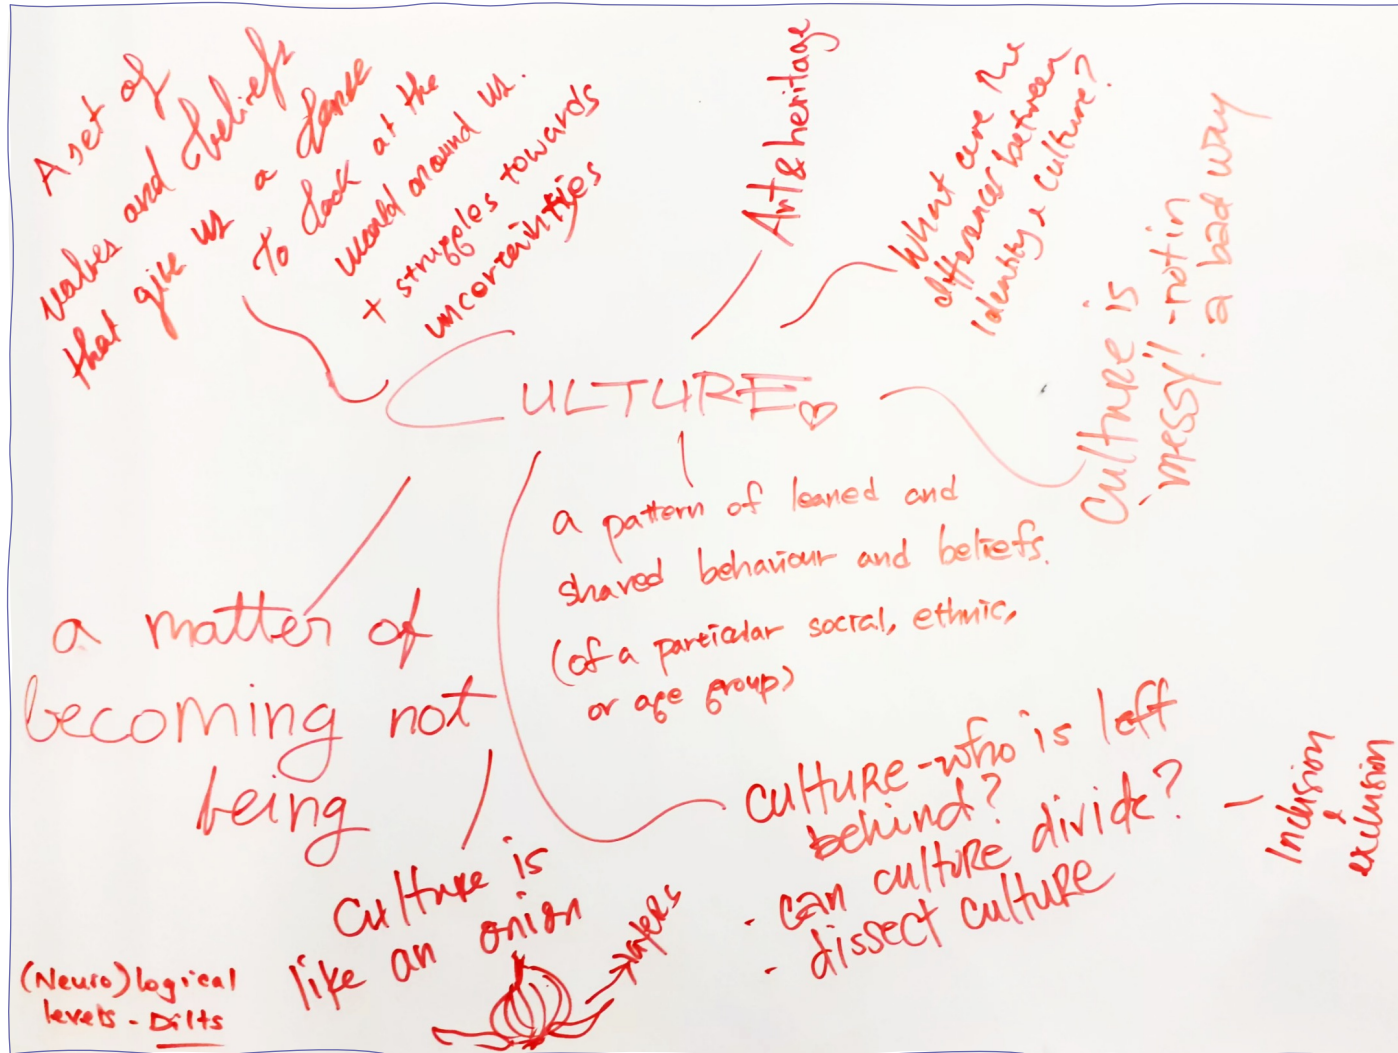 A set of
values and beliefs
that give us a lense
to look at the
world around us.
+ struggles towards
uncertainties
Art & heritage
What are the
differences between
identity & culture?
culture is
-messy! -not in
a bad way
CULTURE
a pattern of leaned and
shared behaviour and beliefs.
(of a particular social, ethnic,
or age group)
a matter of
becoming not
being
culture is
like an onion
layers
(Neuro)logical
levels - Dilts
culture - who is left
behind?
- can culture divide? -
- dissect culture
Inclusion
&
exclusion